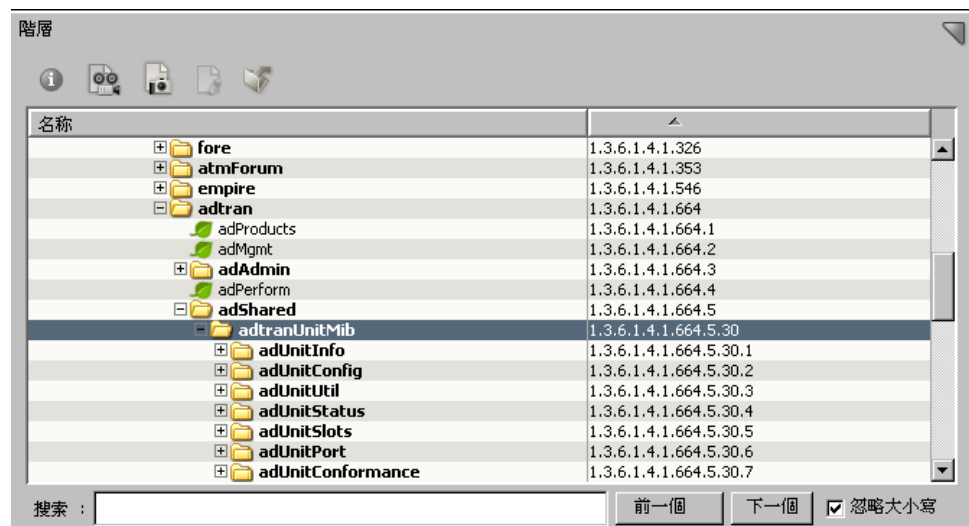 階層
名称
fore 1.3.6.1.4.1.326
atmForum 1.3.6.1.4.1.353
empire 1.3.6.1.4.1.546
adtran 1.3.6.1.4.1.664
adProducts 1.3.6.1.4.1.664.1
adMgmt 1.3.6.1.4.1.664.2
adAdmin 1.3.6.1.4.1.664.3
adPerform 1.3.6.1.4.1.664.4
adShared 1.3.6.1.4.1.664.5
adtranUnitMib 1.3.6.1.4.1.664.5.30
adUnitInfo 1.3.6.1.4.1.664.5.30.1
adUnitConfig 1.3.6.1.4.1.664.5.30.2
adUnitUtil 1.3.6.1.4.1.664.5.30.3
adUnitStatus 1.3.6.1.4.1.664.5.30.4
adUnitSlots 1.3.6.1.4.1.664.5.30.5
adUnitPort 1.3.6.1.4.1.664.5.30.6
adUnitConformance 1.3.6.1.4.1.664.5.30.7
搜索 : 前一個 下一個 忽略大小寫